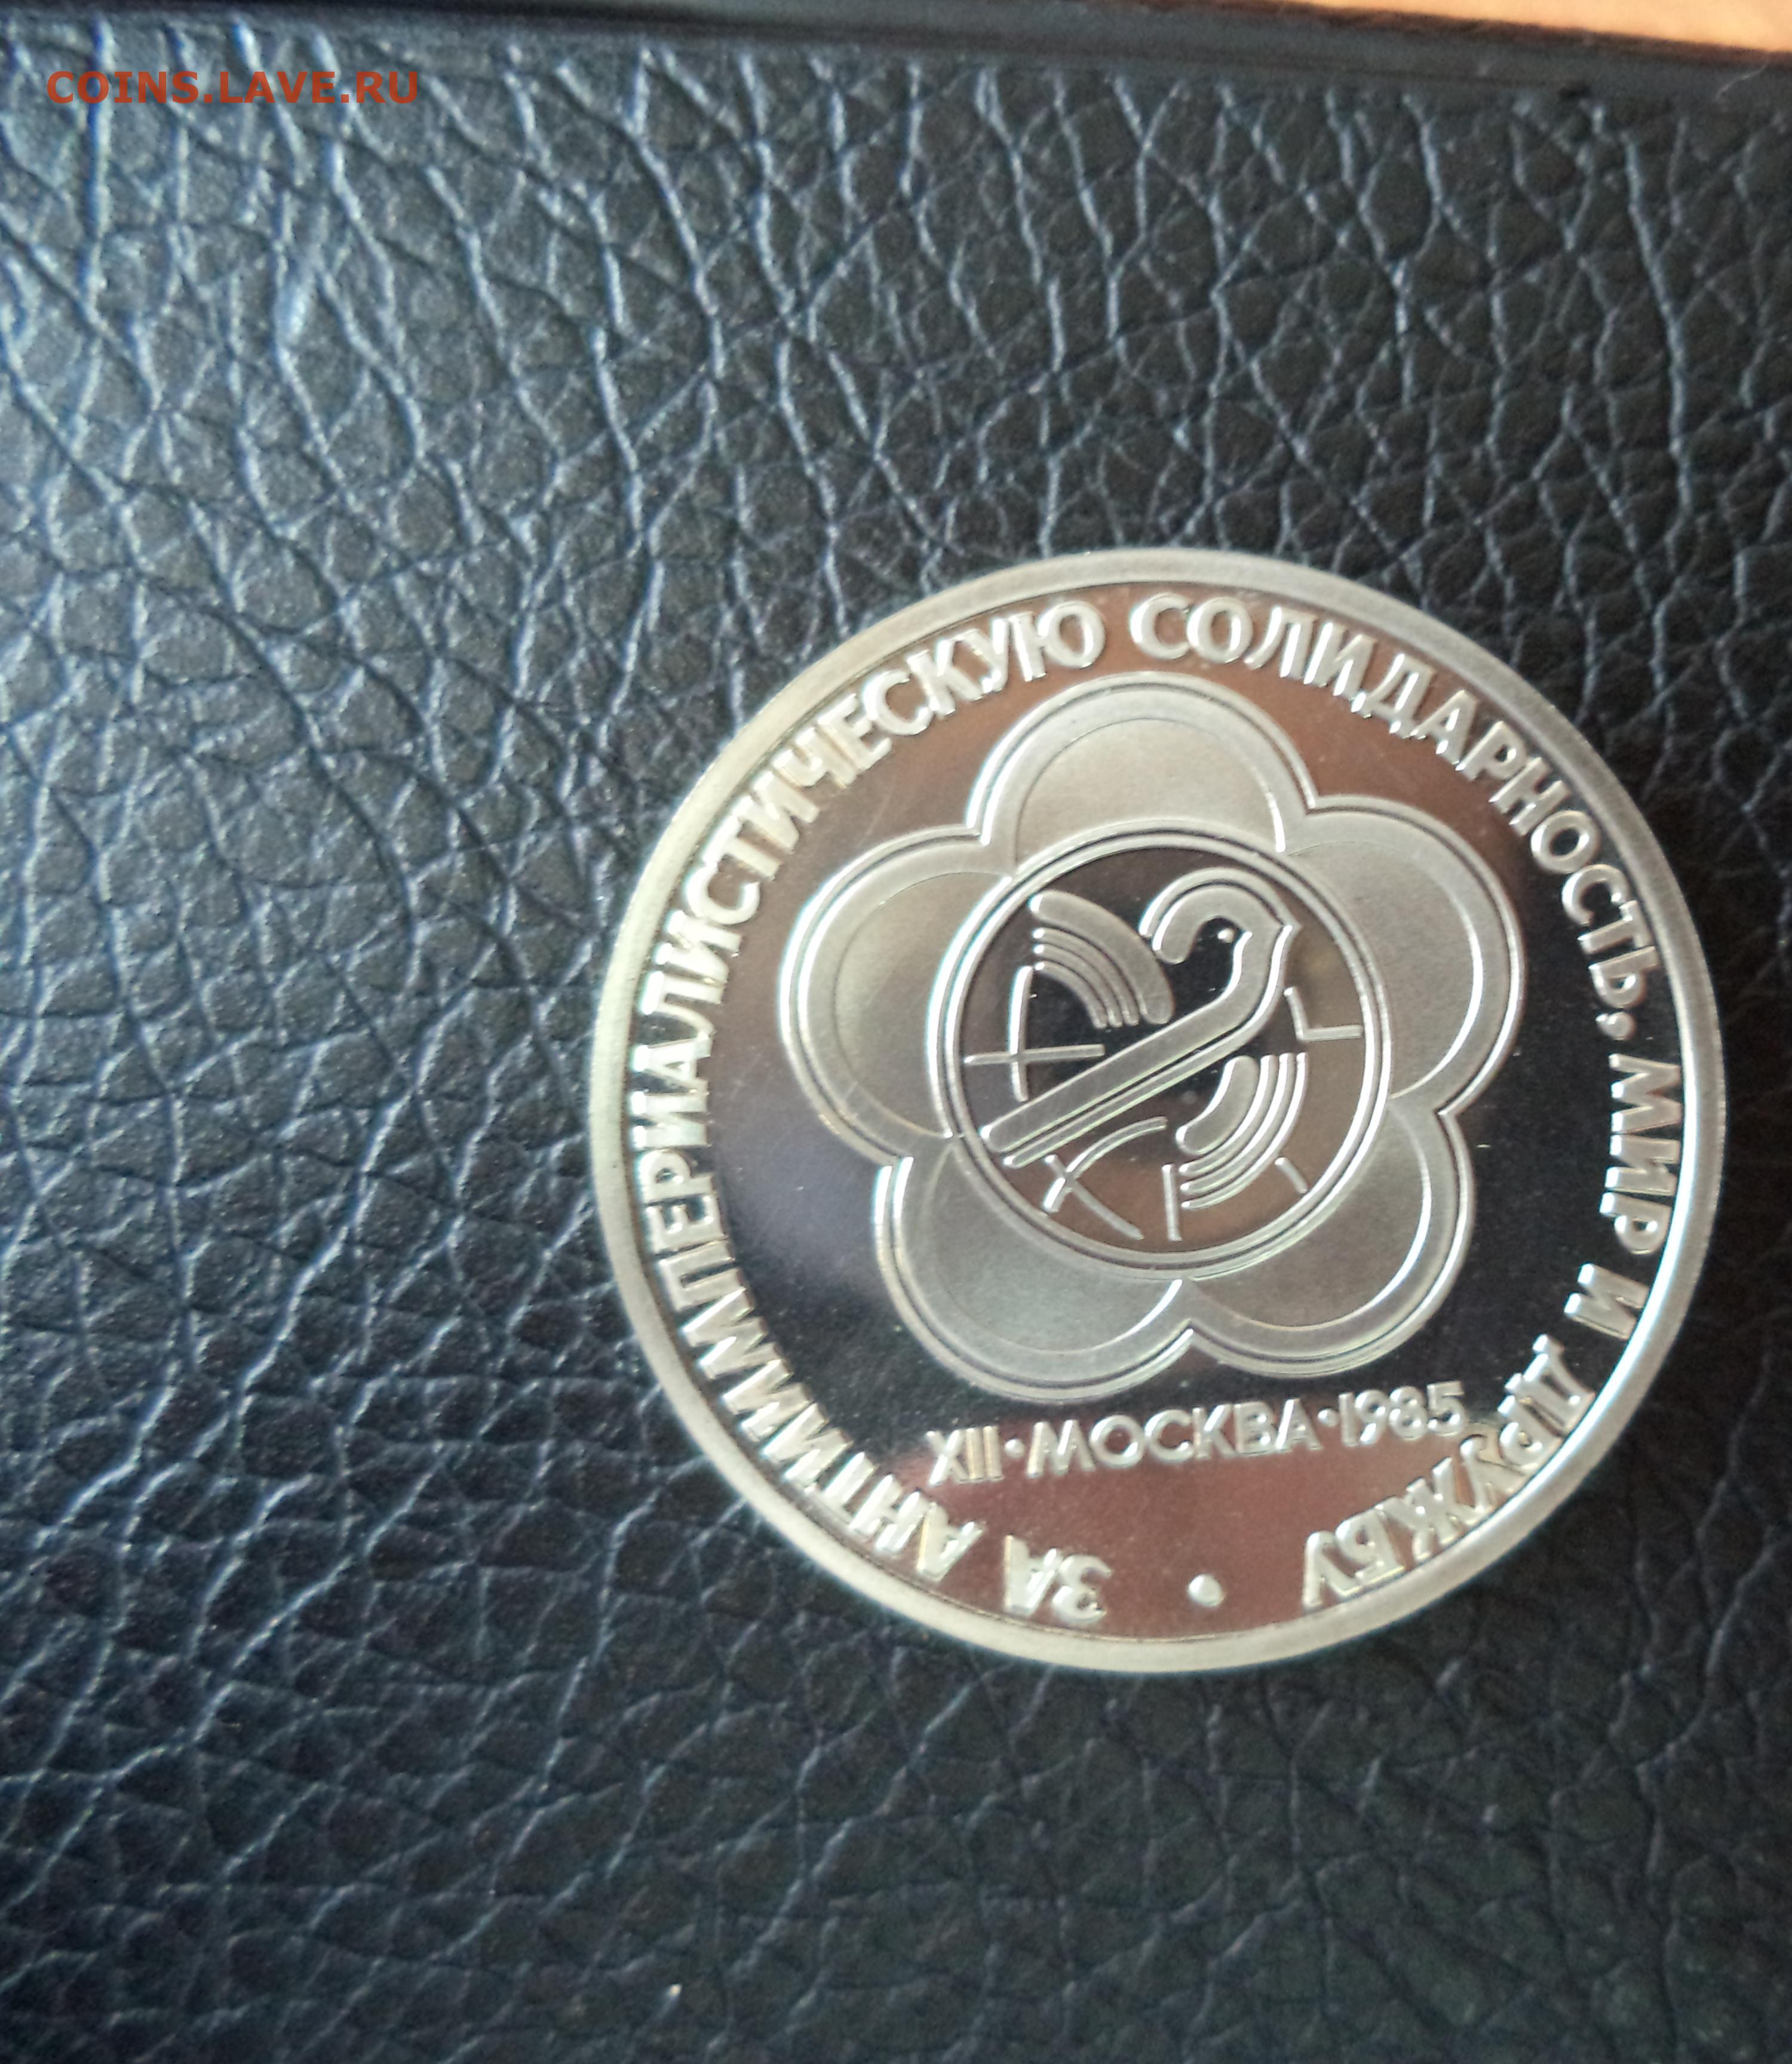 COINS.LAVE.RU
ЗА АНТИИМПЕРИАЛИСТИЧЕСКУЮ СОЛИДАРНОСТЬ, МИР И ДРУЖБУ •
XII•МОСКВА•1985